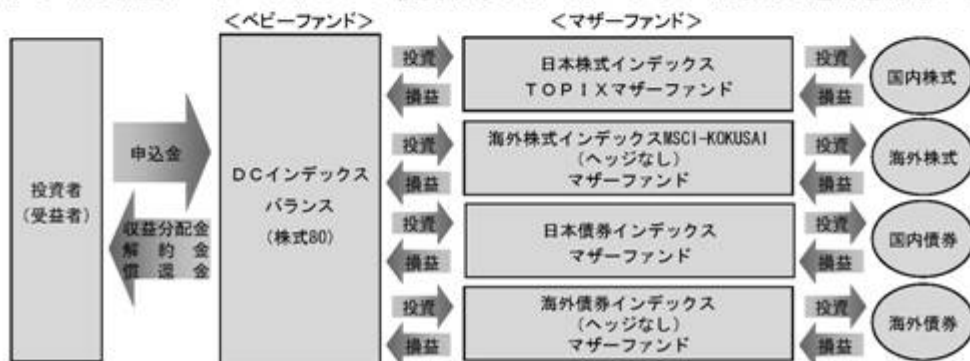 ＜ベビーファンド＞
＜マザーファンド＞
投資者
（受益者）
申込金
収益分配金
解約金
償還金
ＤＣインデックス
バランス
（株式80）
投資
損益
日本株式インデックス
ＴＯＰＩＸマザーファンド
投資
損益
国内株式
投資
損益
海外株式インデックスMSCI-KOKUSAI
（ヘッジなし）
マザーファンド
投資
損益
海外株式
投資
損益
日本債券インデックス
マザーファンド
投資
損益
国内債券
投資
損益
海外債券インデックス
（ヘッジなし）
マザーファンド
投資
損益
海外債券